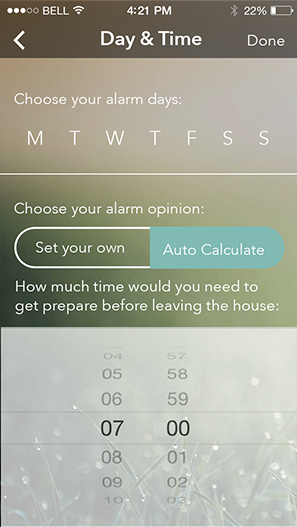 BELL 4:21 PM 22%
Day & Time Done
Choose your alarm days:
M T W T F S S
Choose your alarm opinion:
Set your own Auto Calculate
How much time would you need to
get prepare before leaving the house:
04 57
05 58
06 59
07 00
08 01
09 02
10 03